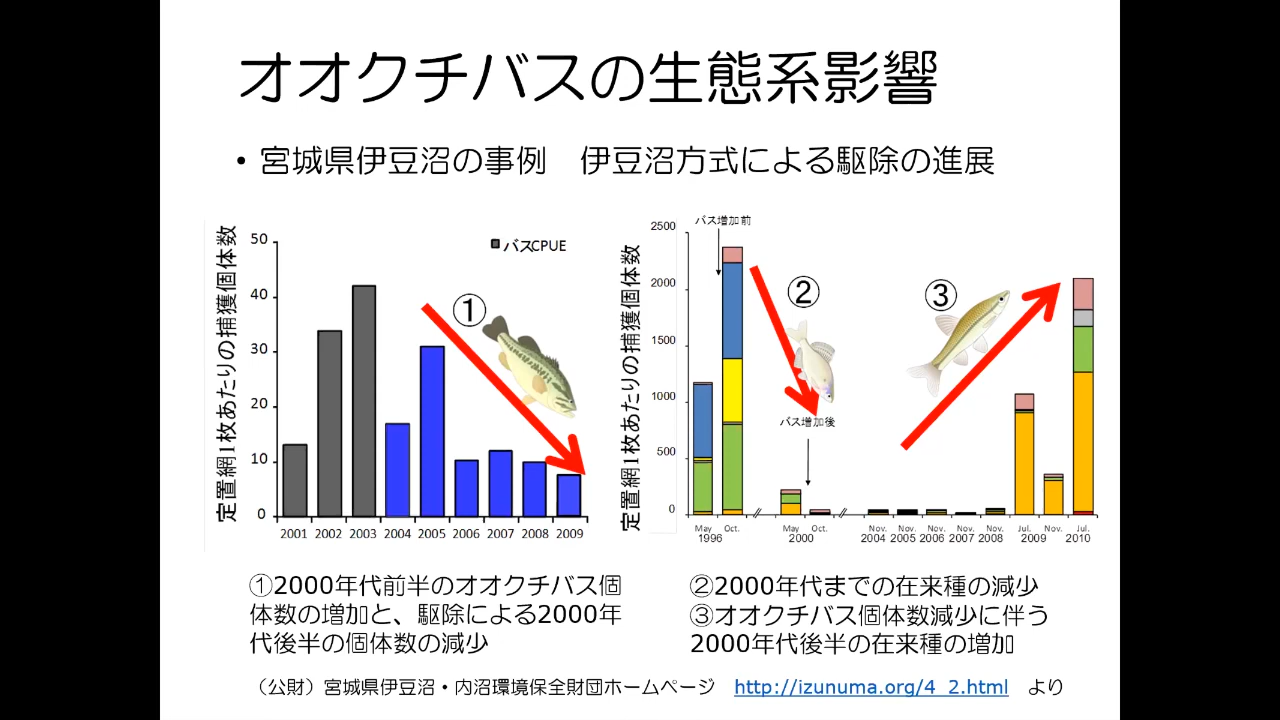 オオクチバスの生態系影響
• 宮城県伊豆沼の事例　伊豆沼方式による駆除の進展
定置網1枚あたりの捕獲個体数
50
40
30
20
10
0
バスCPUE
①
2001 2002 2003 2004 2005 2006 2007 2008 2009
定置網1枚あたりの捕獲個体数
2500
2000
1500
1000
500
0
バス増加前
②
③
バス増加後
May Oct. May Oct. Nov. Nov. Nov. Nov. Nov. Jul. Nov. Jul.
1996 2000 2004 2005 2006 2007 2008 2009 2010
①2000年代前半のオオクチバス個
体数の増加と、駆除による2000年
代後半の個体数の減少
②2000年代までの在来種の減少
③オオクチバス個体数減少に伴う
2000年代後半の在来種の増加
（公財）宮城県伊豆沼・内沼環境保全財団ホームページ　http://izunuma.org/4_2.html　より